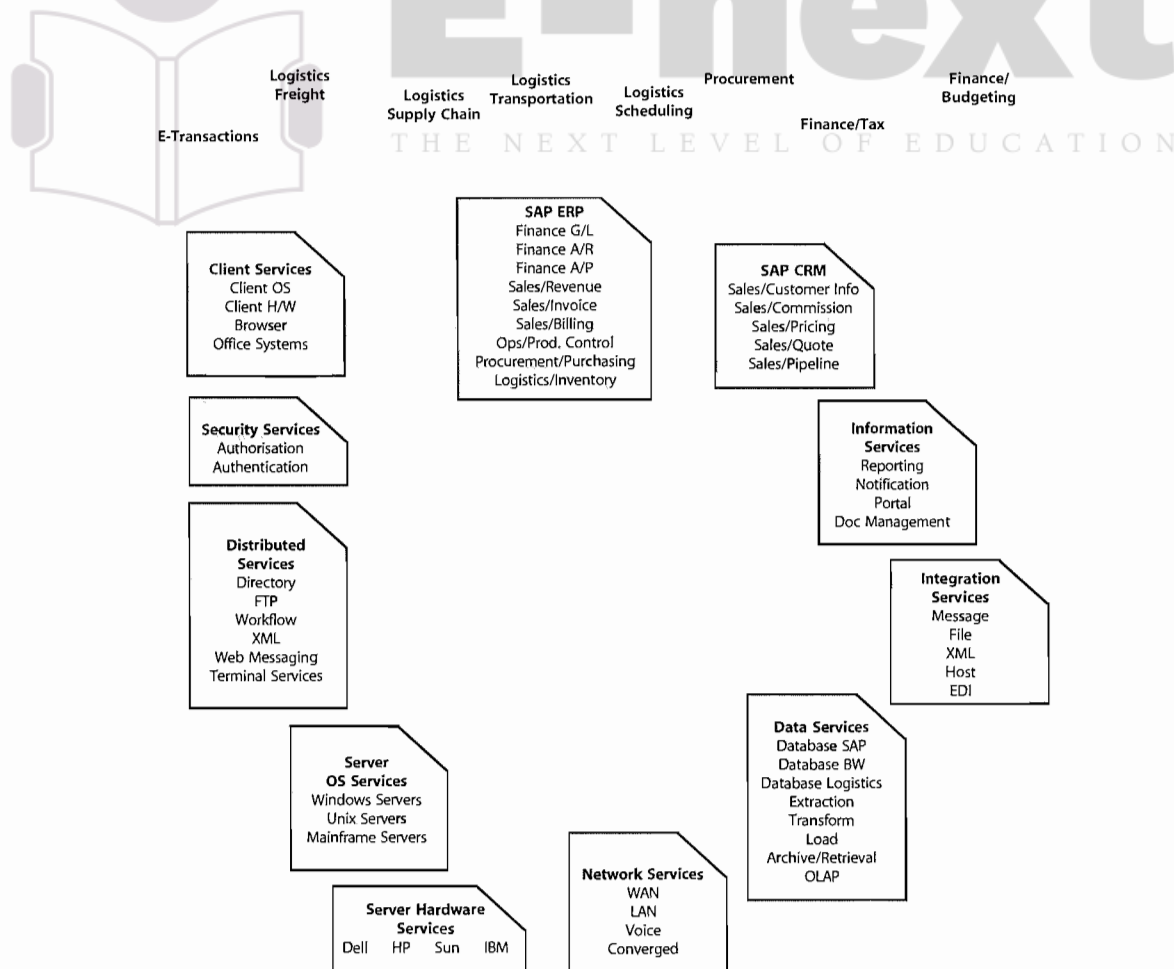 E-next
THE NEXT LEVEL OF EDUCATION
Logistics
Freight
E-Transactions
Logistics
Supply Chain
Logistics
Transportation
Logistics
Scheduling
Procurement
Finance/Tax
Finance/
Budgeting
SAP ERP
Finance G/L
Finance A/R
Finance A/P
Sales/Revenue
Sales/Invoice
Sales/Billing
Ops/Prod. Control
Procurement/Purchasing
Logistics/Inventory
Client Services
Client OS
Client H/W
Browser
Office Systems
SAP CRM
Sales/Customer Info
Sales/Commission
Sales/Pricing
Sales/Quote
Sales/Pipeline
Security Services
Authorisation
Authentication
Information
Services
Reporting
Notification
Portal
Doc Management
Distributed
Services
Directory
FTP
Workflow
XML
Web Messaging
Terminal Services
Integration
Services
Message
File
XML
Host
EDI
Server
OS Services
Windows Servers
Unix Servers
Mainframe Servers
Data Services
Database SAP
Database BW
Database Logistics
Extraction
Transform
Load
Archive/Retrieval
OLAP
Server Hardware
Services
Dell HP Sun IBM
Network Services
WAN
LAN
Voice
Converged